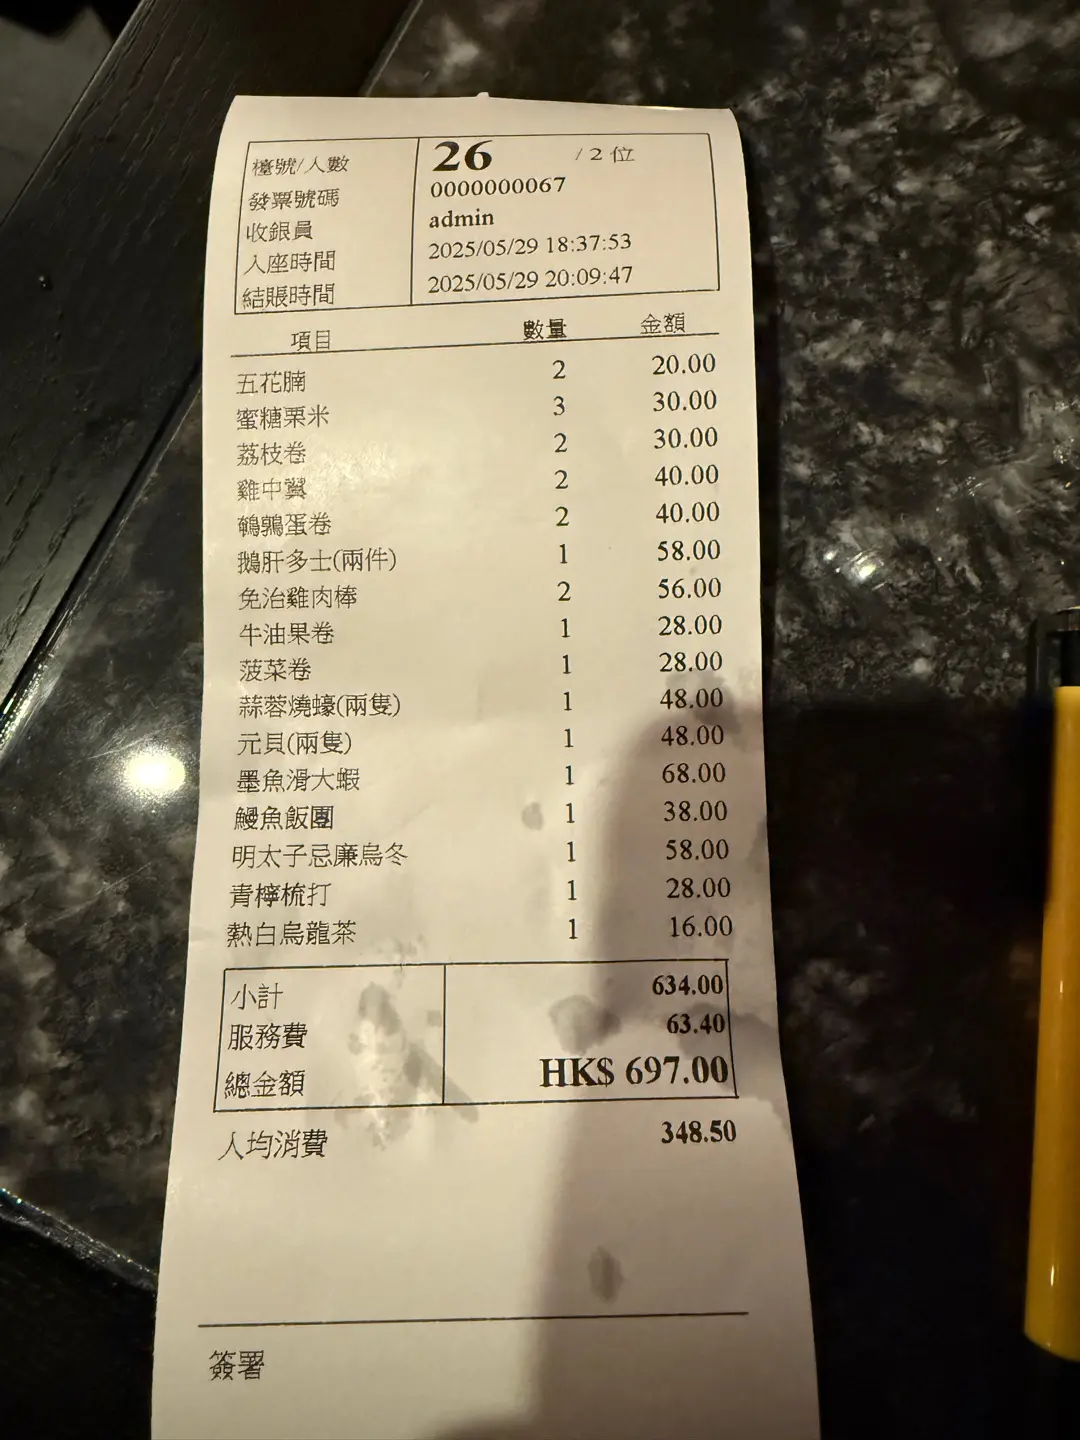 檯號/人數 26 /2 位
發票號碼 0000000067
收銀員 admin
入座時間 2025/05/29 18:37:53
結賬時間 2025/05/29 20:09:47
項目 數量 金額
五花腩 2 20.00
蜜糖粟米 3 30.00
荔枝卷 2 30.00
雞中翼 2 40.00
鵪鶉蛋卷 2 40.00
鵝肝多士(兩件) 1 58.00
免治雞肉棒 2 56.00
牛油果卷 1 28.00
菠菜卷 1 28.00
蒜蓉燒蠔(兩隻) 1 48.00
元貝(兩隻) 1 48.00
墨魚滑大蝦 1 68.00
鰻魚飯團 1 38.00
明太子忌廉烏冬 1 58.00
青檸梳打 1 28.00
熱白烏龍茶 1 16.00
小計 634.00
服務費 63.40
總金額 HK$ 697.00
人均消費 348.50
簽署